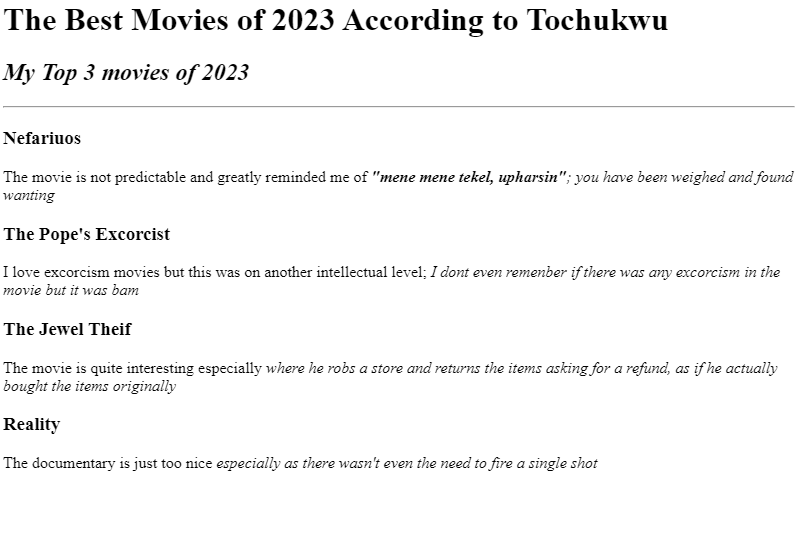 The Best Movies of 2023 According to Tochukwu
My Top 3 movies of 2023
Nefariuos
The movie is not predictable and greatly reminded me of "mene mene tekel, upharsin"; you have been weighed and found
wanting
The Pope's Excorcist
I love excorcism movies but this was on another intellectual level; I dont even remenber if there was any excorcism in the
movie but it was bam
The Jewel Theif
The movie is quite interesting especially where he robs a store and returns the items asking for a refund, as if he actually
bought the items originally
Reality
The documentary is just too nice especially as there wasn't even the need to fire a single shot